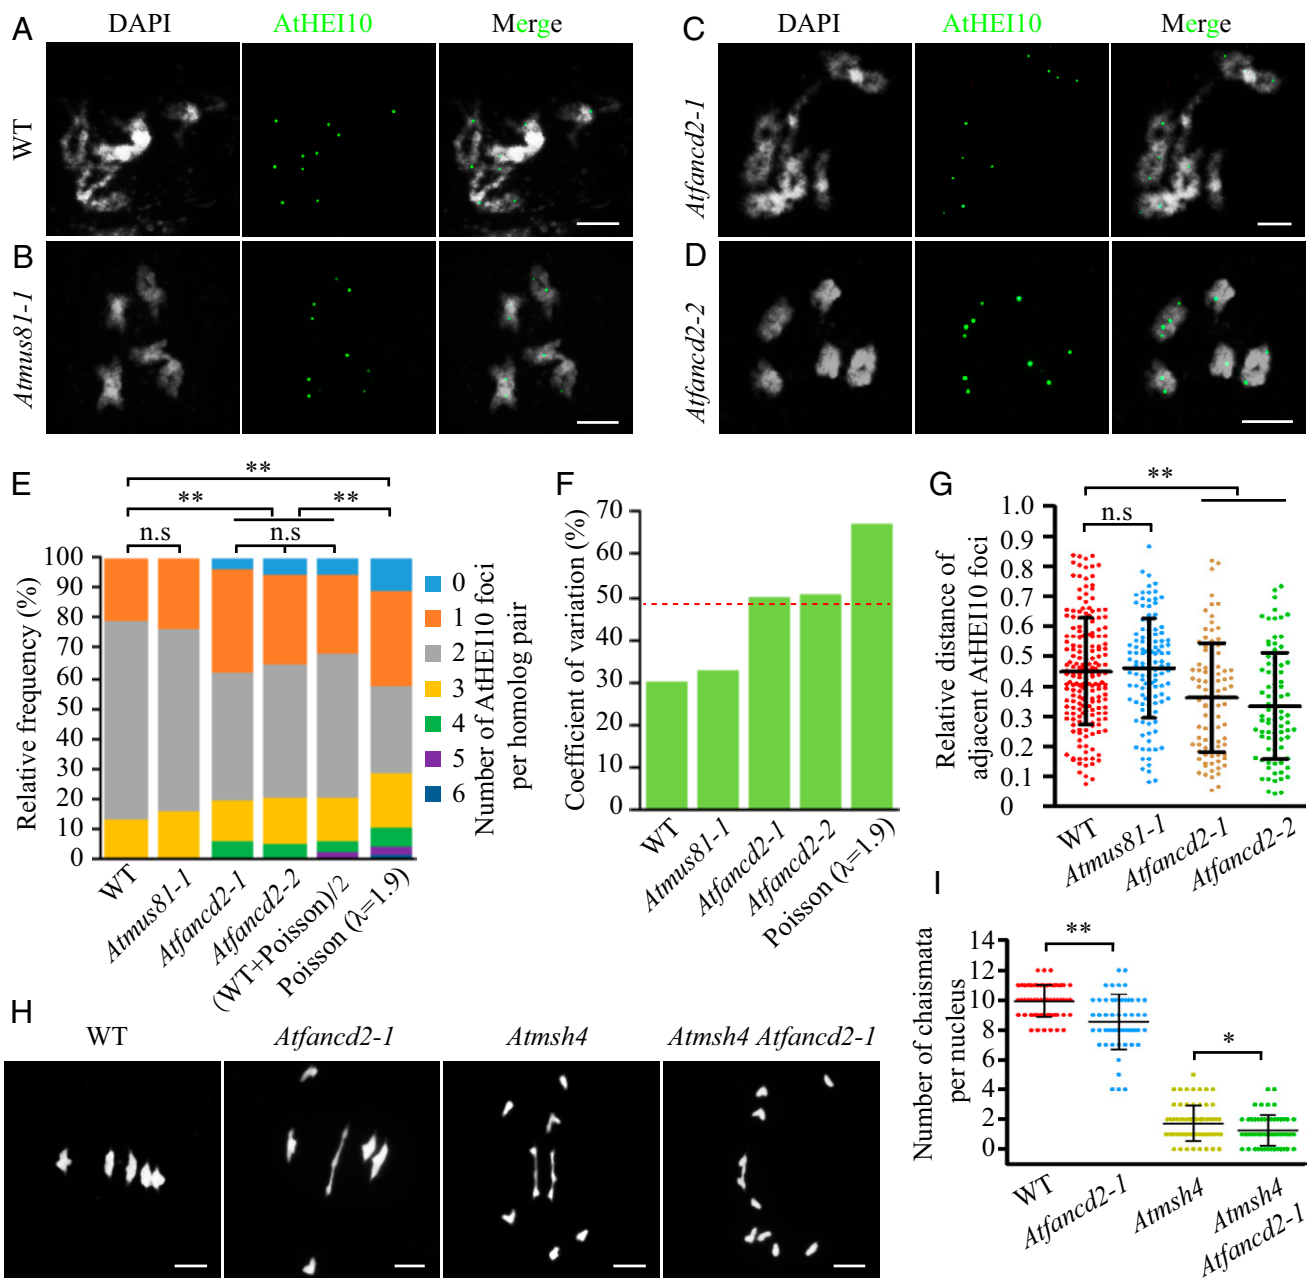 A
DAPI
AtHEI10
Merge
WT
B
Atmus81-1
C
DAPI
AtHEI10
Merge
Atfancd2-1
D
Atfancd2-2
E
**
**
**
n.s
n.s
Relative frequency (%)
100
90
80
70
60
50
40
30
20
10
0
WT
Atmus81-1
Atfancd2-1
Atfancd2-2
(WT+Poisson)/2
Poisson (λ=1.9)
0
1
2
3
4
5
6
Number of AtHEI10 foci
per homolog pair
F
Coefficient of variation (%)
70
60
50
40
30
20
10
0
WT
Atmus81-1
Atfancd2-1
Atfancd2-2
Poisson (λ=1.9)
G
**
n.s
Relative distance of
adjacent AtHEI10 foci
1.0
0.9
0.8
0.7
0.6
0.5
0.4
0.3
0.2
0.1
0
WT
Atmus81-1
Atfancd2-1
Atfancd2-2
H
WT
Atfancd2-1
Atmsh4
Atmsh4 Atfancd2-1
I
**
*
Number of chaismata
per nucleus
14
12
10
8
6
4
2
0
WT
Atfancd2-1
Atmsh4
Atmsh4
Atfancd2-1